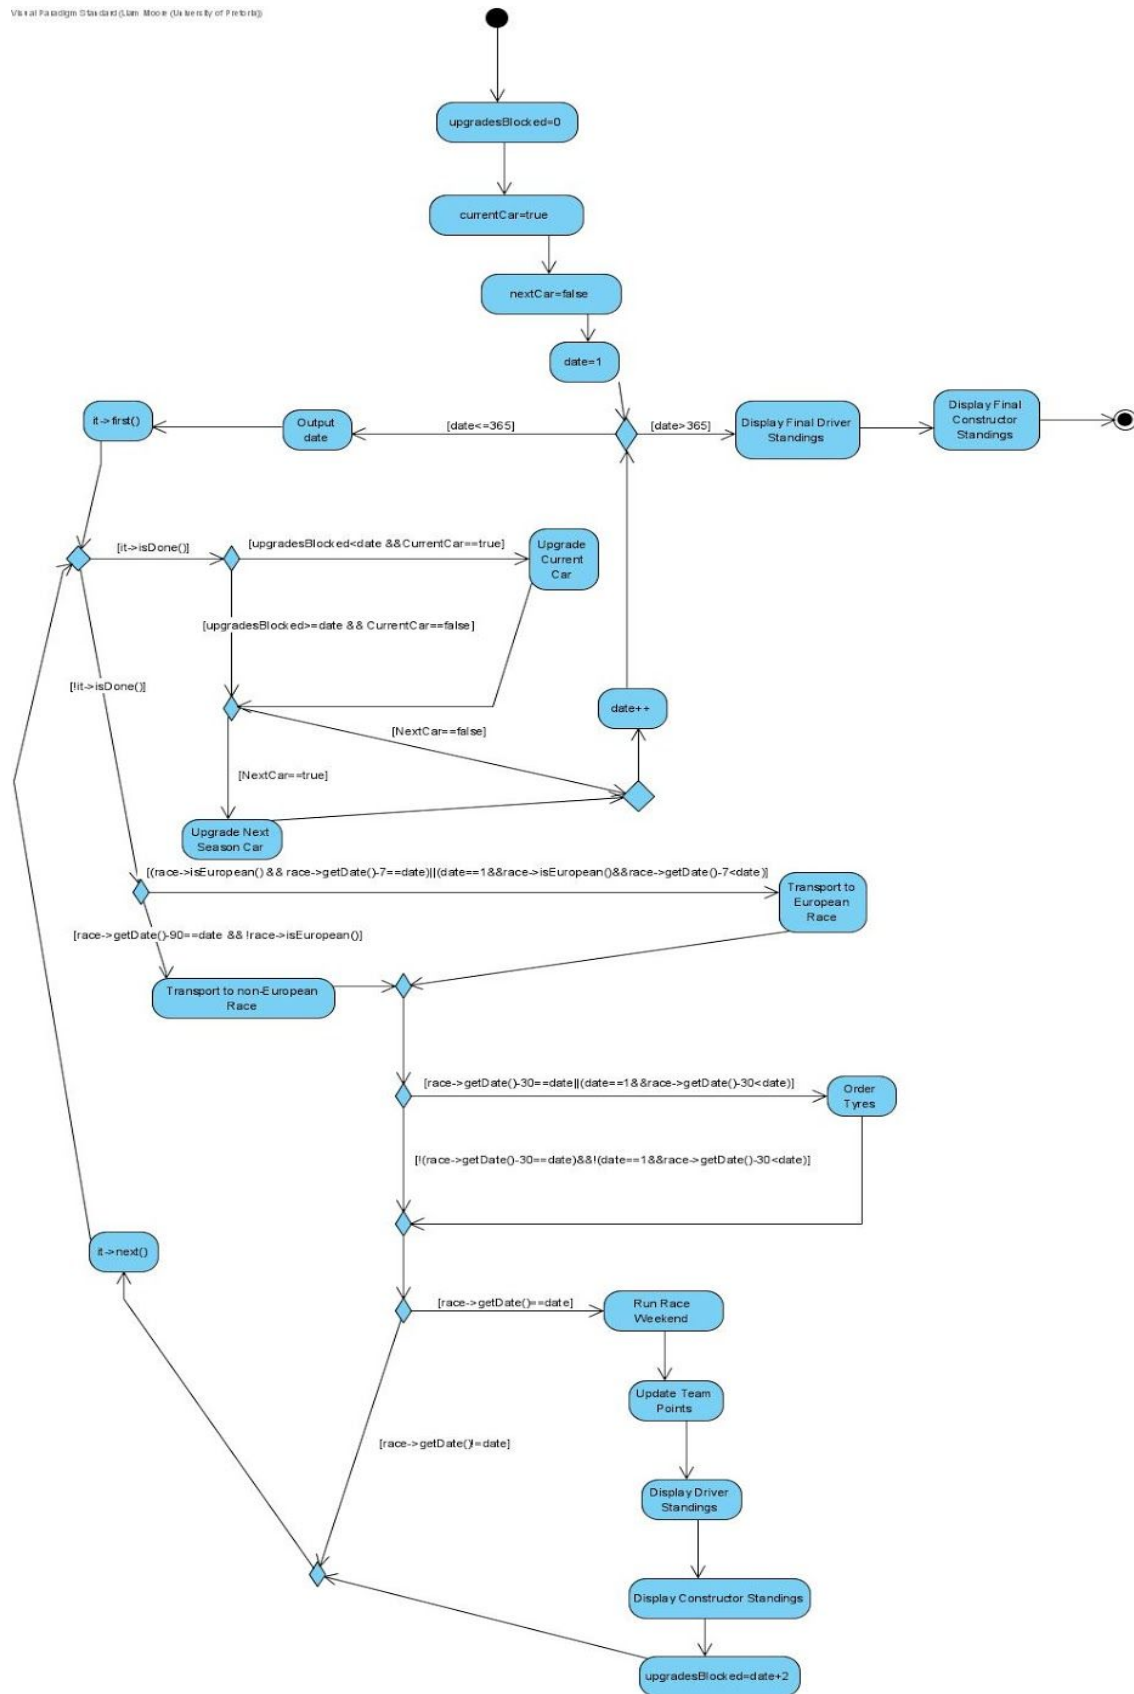 Visual Paradigm Standard(Liam Moore (University of Pretoria))
upgradesBlocked=0
currentCar=true
nextCar=false
date=1
it->first()
Output
date
[date<=365]
[date>365]
Display Final Driver
Standings
Display Final
Constructor
Standings
[it->isDone()]
[upgradesBlocked<date &&CurrentCar==true]
Upgrade
Current
Car
[upgradesBlocked>=date && CurrentCar==false]
[!it->isDone()]
date++
[NextCar==false]
[NextCar==true]
Upgrade Next
Season Car
[(race->isEuropean() && race->getDate()-7==date)||(date==1&&race->isEuropean()&&race->getDate()-7<date)]
Transport to
European
Race
[race->getDate()-90==date && !race->isEuropean()]
Transport to non-European
Race
[race->getDate()-30==date||(date==1&&race->getDate()-30<date)]
Order
Tyres
[!(race->getDate()-30==date)&&!(date==1&&race->getDate()-30<date)]
it->next()
[race->getDate()==date]
Run Race
Weekend
Update Team
Points
[race->getDate()!=date]
Display Driver
Standings
Display Constructor Standings
upgradesBlocked=date+2